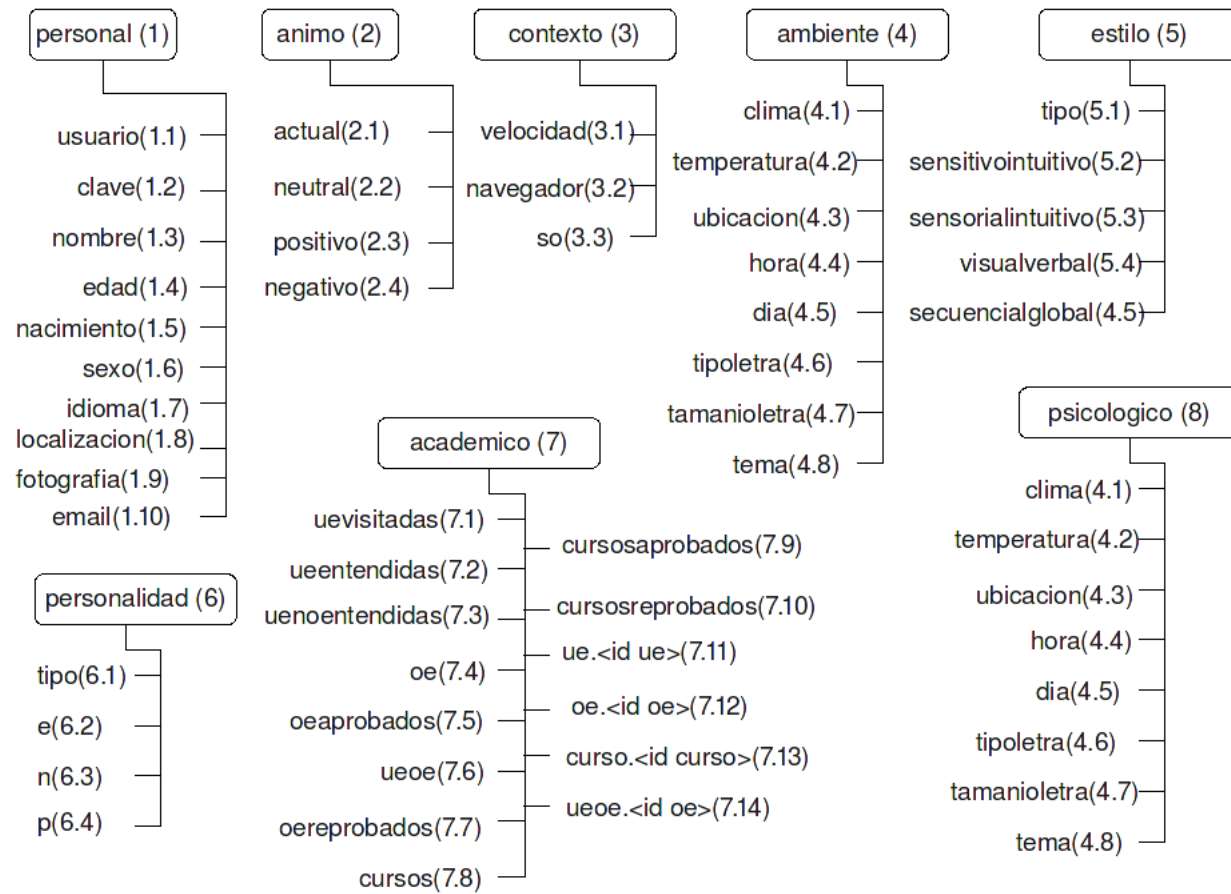 personal (1)
usuario(1.1)
clave(1.2)
nombre(1.3)
edad(1.4)
nacimiento(1.5)
sexo(1.6)
idioma(1.7)
localizacion(1.8)
fotografia(1.9)
email(1.10)
animo (2)
actual(2.1)
neutral(2.2)
positivo(2.3)
negativo(2.4)
contexto (3)
velocidad(3.1)
navegador(3.2)
so(3.3)
ambiente (4)
clima(4.1)
temperatura(4.2)
ubicacion(4.3)
hora(4.4)
dia(4.5)
tipoletra(4.6)
tamanioletra(4.7)
tema(4.8)
estilo (5)
tipo(5.1)
sensitivointuitivo(5.2)
sensorialintuitivo(5.3)
visualverbal(5.4)
secuencialglobal(4.5)
personalidad (6)
tipo(6.1)
e(6.2)
n(6.3)
p(6.4)
academico (7)
uevisitadas(7.1)
ueentendidas(7.2)
uenoentendidas(7.3)
oe(7.4)
oeaprobados(7.5)
ueoe(7.6)
oereprobados(7.7)
cursos(7.8)
cursosaprobados(7.9)
cursosreprobados(7.10)
ue.<id ue>(7.11)
oe.<id oe>(7.12)
curso.<id curso>(7.13)
ueoe.<id oe>(7.14)
psicologico (8)
clima(4.1)
temperatura(4.2)
ubicacion(4.3)
hora(4.4)
dia(4.5)
tipoletra(4.6)
tamanioletra(4.7)
tema(4.8)